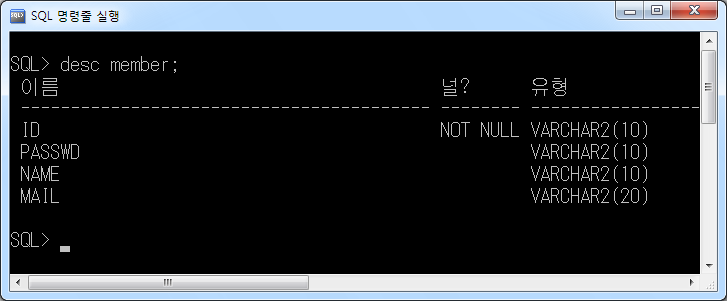 SQL 명령줄 실행
SQL> desc member;
이름 널? 유형
----------------------------------------- -------- -----------------
ID NOT NULL VARCHAR2(10)
PASSWD VARCHAR2(10)
NAME VARCHAR2(10)
MAIL VARCHAR2(20)
SQL>